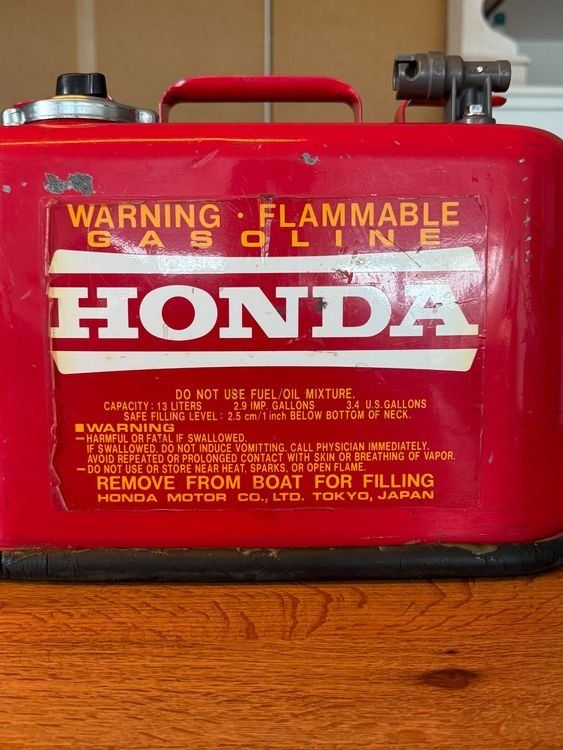 WARNING · FLAMMABLE
GASOLINE
HONDA
DO NOT USE FUEL/OIL MIXTURE.
CAPACITY: 13 LITERS 2.9 IMP. GALLONS 3.4 U.S.GALLONS
SAFE FILLING LEVEL: 2.5 cm/1 inch BELOW BOTTOM OF NECK.
■WARNING
—HARMFUL OR FATAL IF SWALLOWED.
IF SWALLOWED, DO NOT INDUCE VOMITTING. CALL PHYSICIAN IMMEDIATELY.
AVOID REPEATED OR PROLONGED CONTACT WITH SKIN OR BREATHING OF VAPOR.
—DO NOT USE OR STORE NEAR HEAT, SPARKS, OR OPEN FLAME.
REMOVE FROM BOAT FOR FILLING
HONDA MOTOR CO., LTD. TOKYO, JAPAN